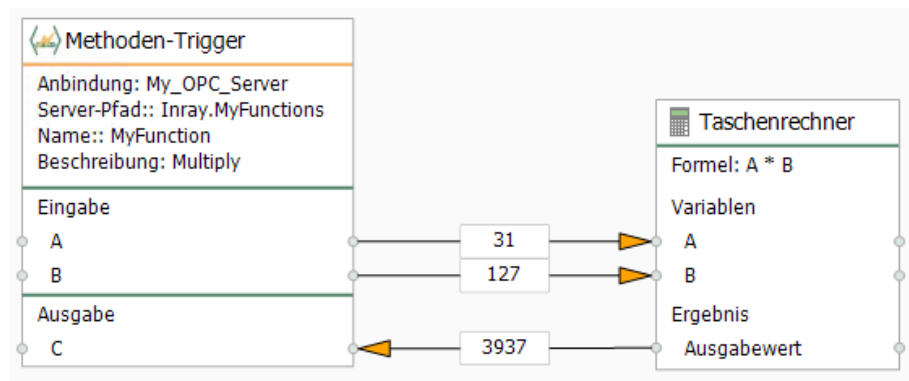 Methoden-Trigger
Anbindung: My_OPC_Server
Server-Pfad:: Inray.MyFunctions
Name:: MyFunction
Beschreibung: Multiply
Eingabe
A
B
Ausgabe
C
31
127
3937
Taschenrechner
Formel: A * B
Variablen
A
B
Ergebnis
Ausgabewert